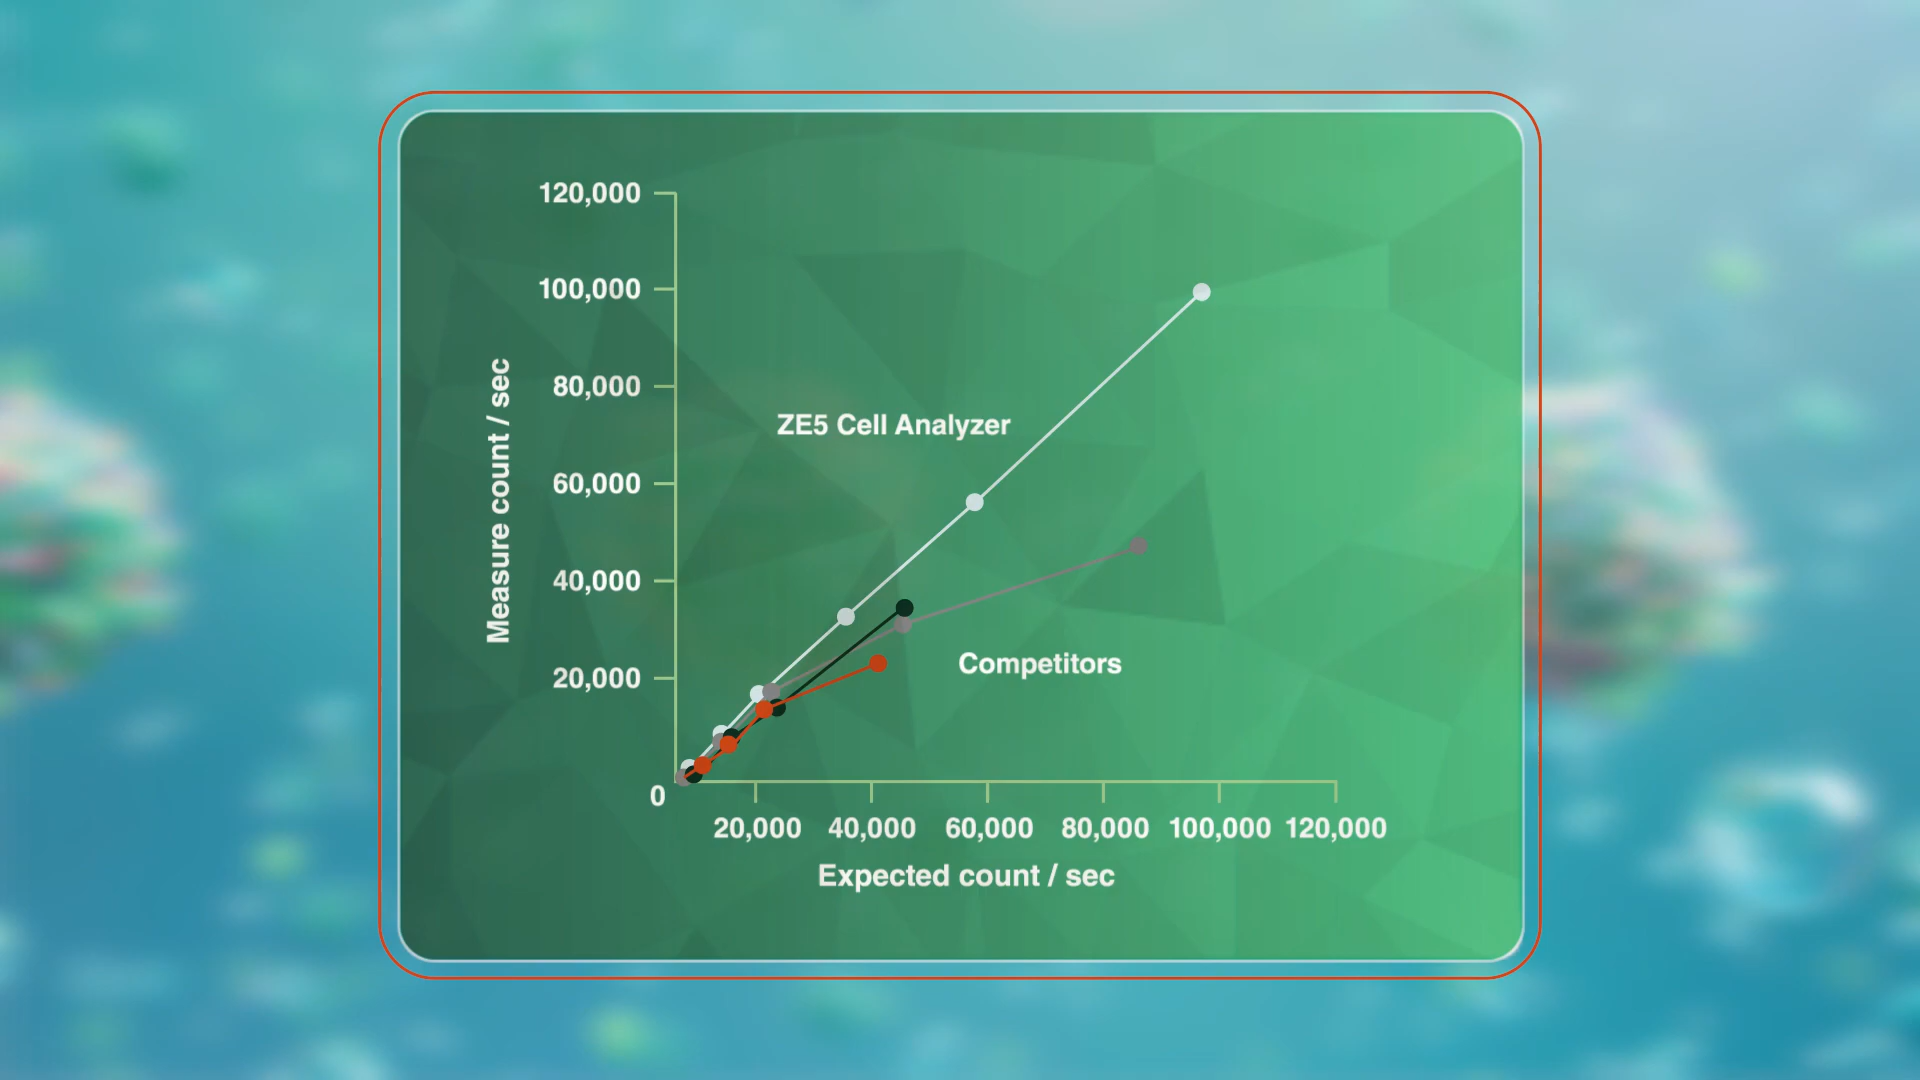 120,000
100,000
80,000
60,000
40,000
20,000
0
Measure count / sec
ZE5 Cell Analyzer
Competitors
20,000 40,000 60,000 80,000 100,000 120,000
Expected count / sec